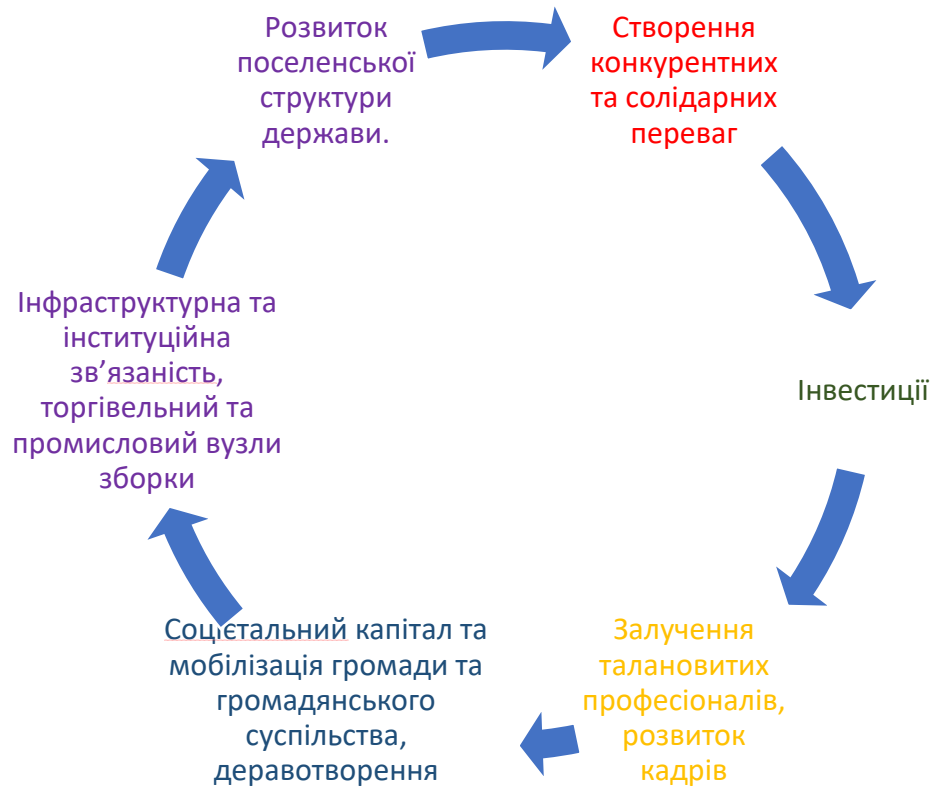 Розвиток
поселенської
структури
держави.
Створення
конкурентних
та солідарних
переваг
Інвестиції
Залучення
талановитих
професіоналів,
розвиток
кадрів
Соцієтальний капітал та
мобілізація громади та
громадянського
суспільства,
деравотворення
Інфраструктурна та
інституційна
зв’язаність,
торгівельний та
промисловий вузли
зборки